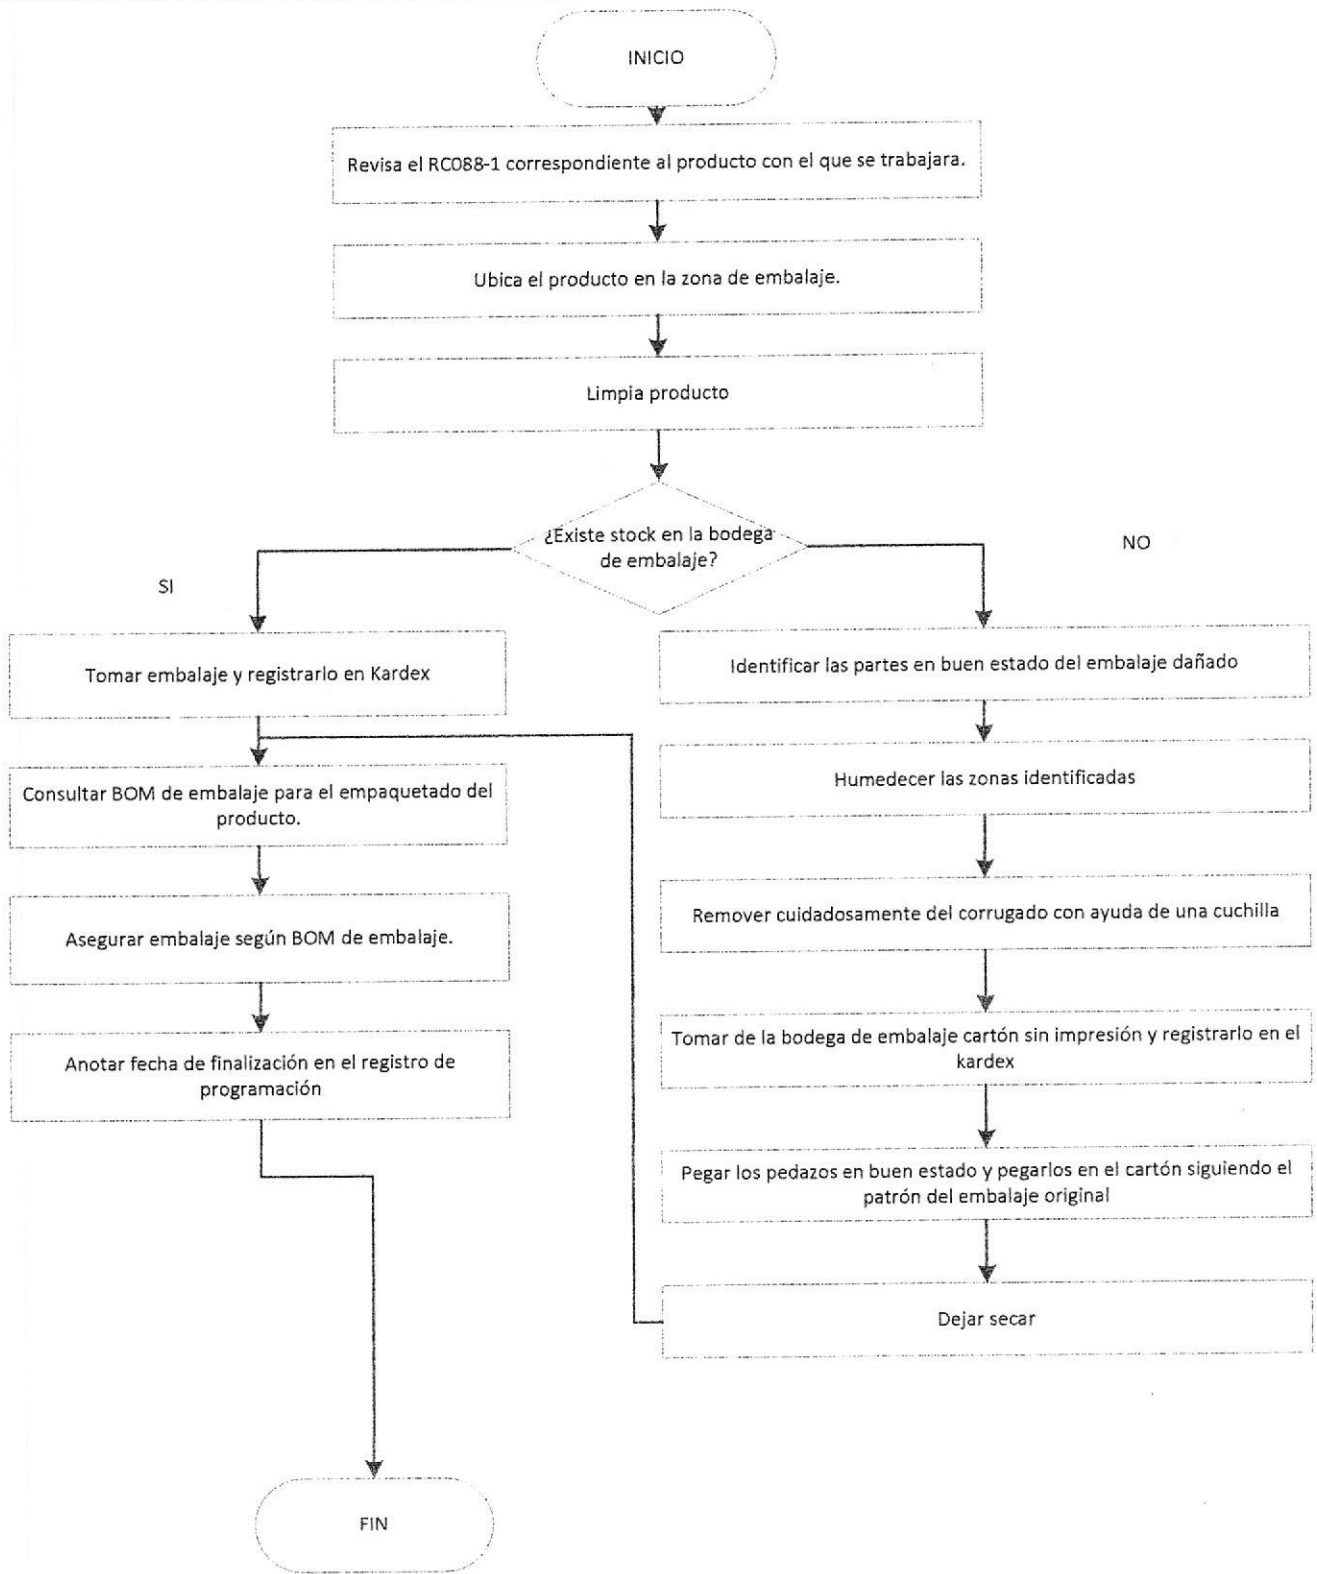 INICIO
Revisa el RC088-1 correspondiente al producto con el que se trabajara.
Ubica el producto en la zona de embalaje.
Limpia producto
¿Existe stock en la bodega
de embalaje?
NO
SI
Tomar embalaje y registrarlo en Kardex
Consultar BOM de embalaje para el empaquetado del
producto.
Asegurar embalaje según BOM de embalaje.
Anotar fecha de finalización en el registro de
programación
Identificar las partes en buen estado del embalaje dañado
Humedecer las zonas identificadas
Remover cuidadosamente del corrugado con ayuda de una cuchilla
Tomar de la bodega de embalaje cartón sin impresión y registrarlo en el
kardex
Pegar los pedazos en buen estado y pegarlos en el cartón siguiendo el
patrón del embalaje original
Dejar secar
FIN